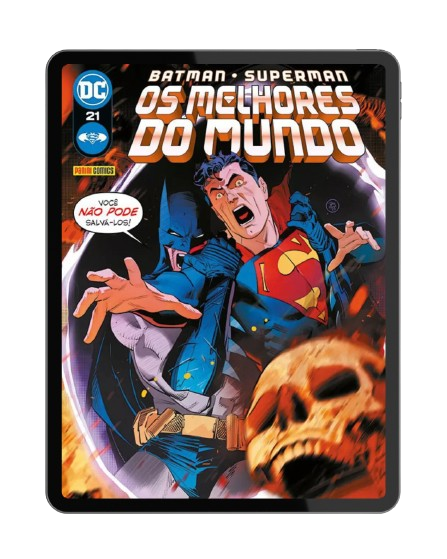 DC
BATMAN • SUPERMAN
OS MELHORES
DO MUNDO
21
PANINI COMICS
VOCÊ
NÃO PODE
SALVÁ-LOS!